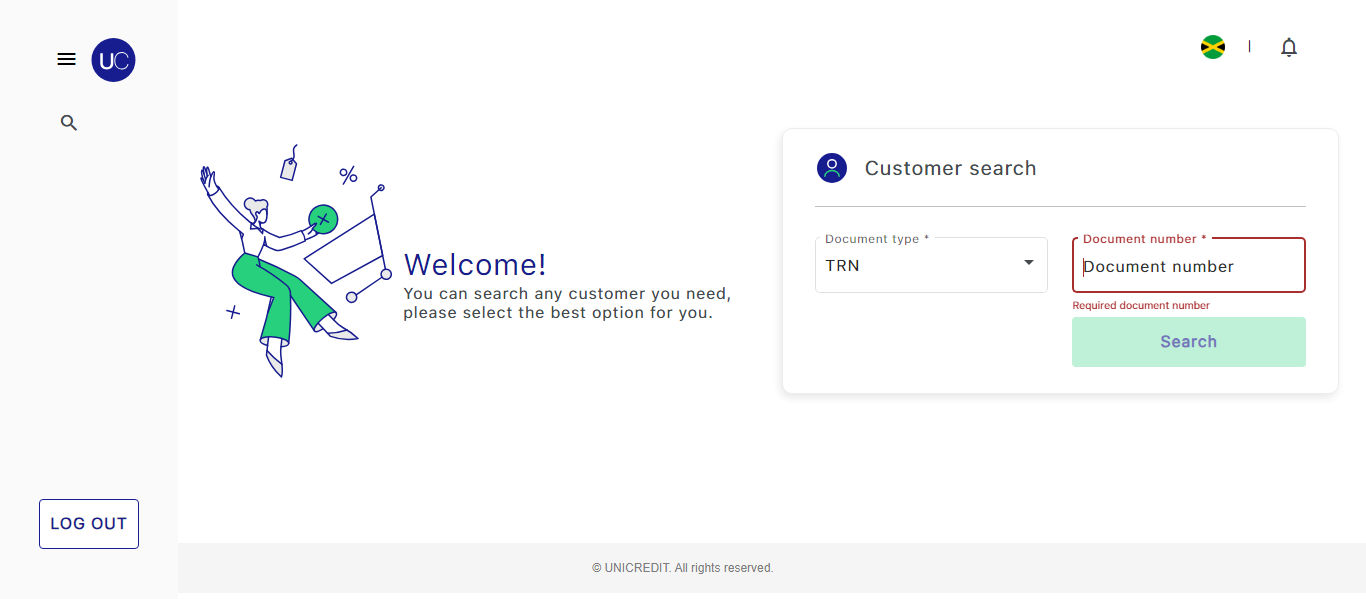 UC
Customer search
Document type *
TRN
Document number *
Document number
Required document number
Search
Welcome!
You can search any customer you need,
please select the best option for you.
%
LOG OUT
© UNICREDIT. All rights reserved.